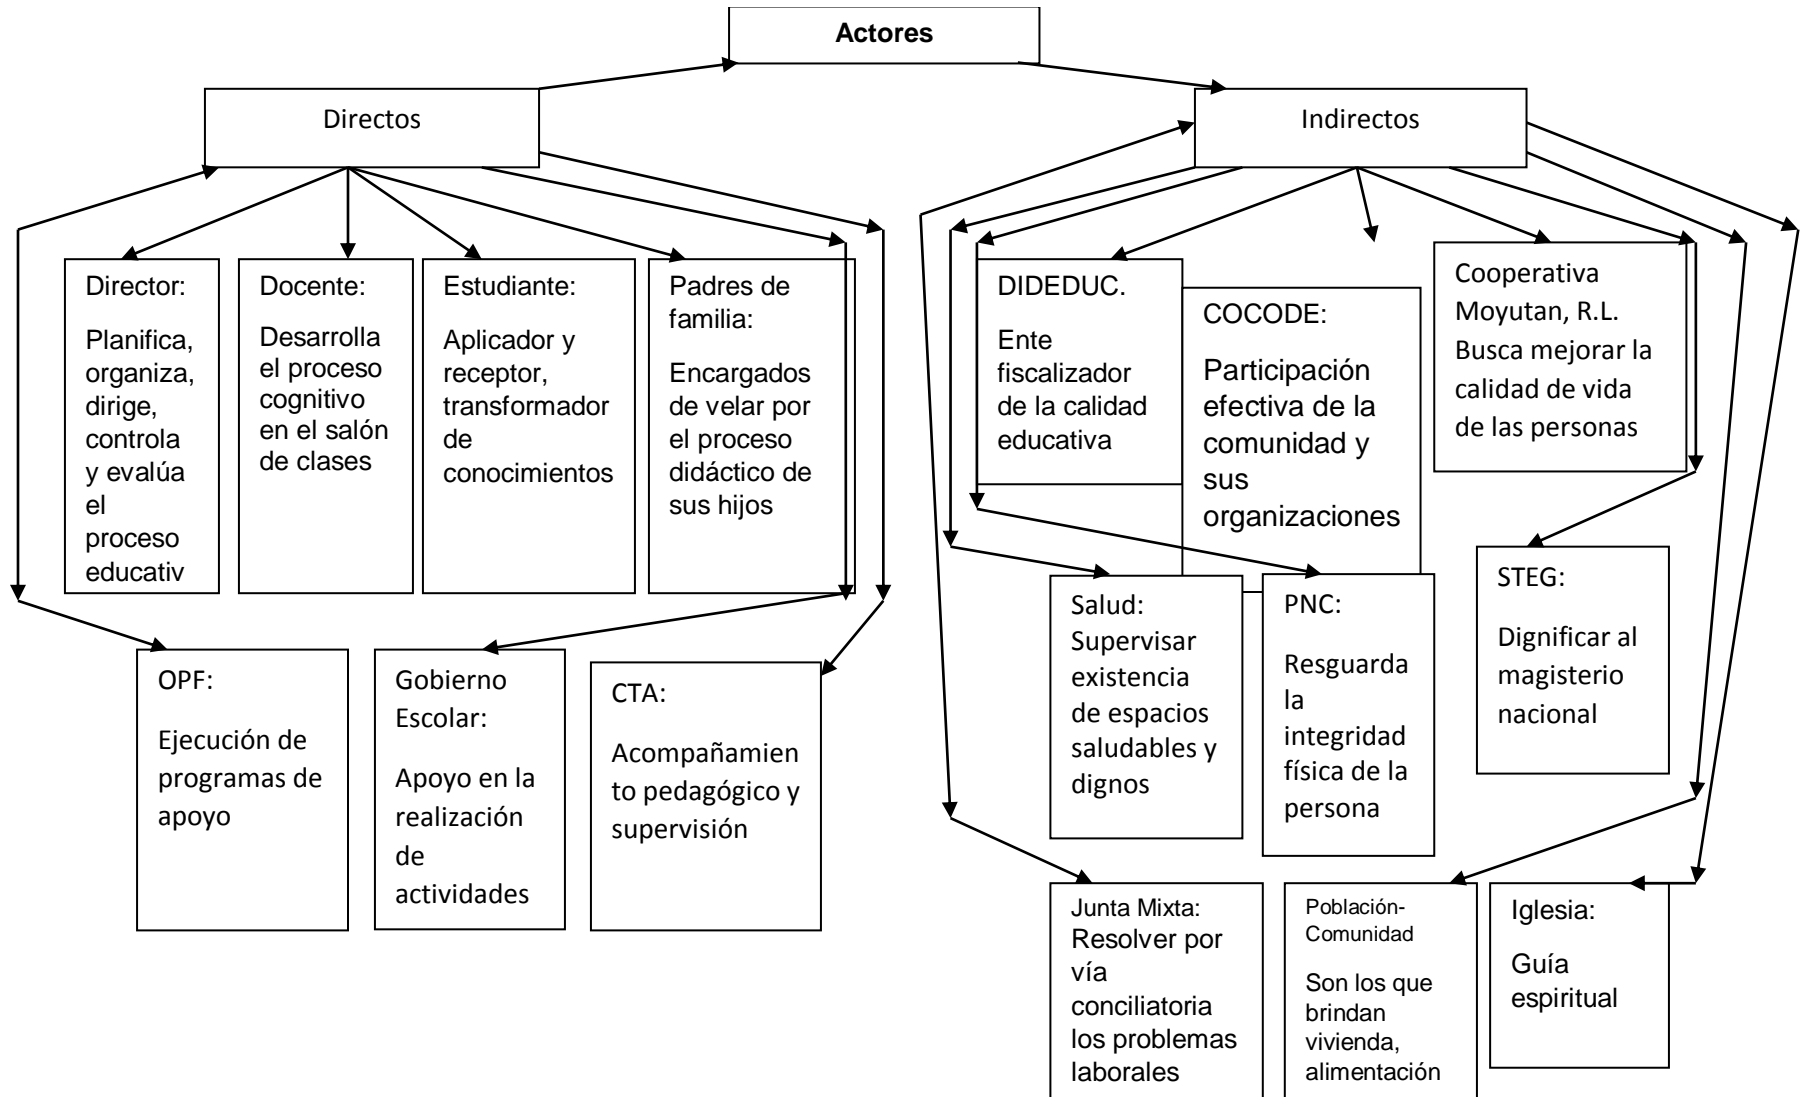 Actores
Directos
Indirectos
Director:
Planifica,
organiza,
dirige,
controla
y evalúa
el
proceso
educativ
Docente:
Desarrolla
el proceso
cognitivo
en el salón
de clases
Estudiante:
Aplicador y
receptor,
transformador
de
conocimientos
Padres de
familia:
Encargados
de velar por
el proceso
didáctico de
sus hijos
DIDEDUC.
Ente
fiscalizador
de la calidad
educativa
COCODE:
Participación
efectiva de la
comunidad y
sus
organizaciones
Cooperativa
Moyutan, R.L.
Busca mejorar la
calidad de vida
de las personas
OPF:
Ejecución de
programas de
apoyo
Gobierno
Escolar:
Apoyo en la
realización
de
actividades
CTA:
Acompañamien
to pedagógico y
supervisión
Salud:
Supervisar
existencia
de espacios
saludables y
dignos
PNC:
Resguarda
la
integridad
física de la
persona
STEG:
Dignificar al
magisterio
nacional
Junta Mixta:
Resolver por
vía
conciliatoria
los problemas
laborales
Población-
Comunidad
Son los que
brindan
vivienda,
alimentación
Iglesia:
Guía
espiritual